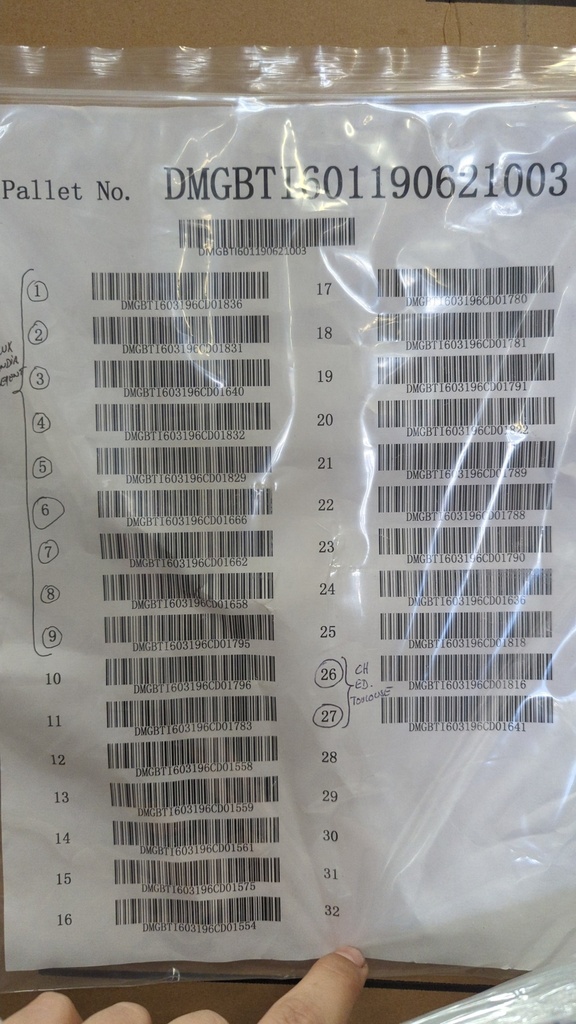 Pallet No. DMGBTI601190621003
DMGBTI601190621003
1 DMGBTI603196CD01836
2 DMGBTI603196CD01831
3 DMGBTI603196CD01640
4 DMGBTI603196CD01832
5 DMGBTI603196CD01829
6 DMGBTI603196CD01666
7 DMGBTI603196CD01662
8 DMGBTI603196CD01658
9 DMGBTI603196CD01795
10 DMGBTI603196CD01796
11 DMGBTI603196CD01783
12 DMGBTI603196CD01558
13 DMGBTI603196CD01559
14 DMGBTI603196CD01561
15 DMGBTI603196CD01575
16 DMGBTI603196CD01554
17 DMGBTI603196CD01780
18 DMGBTI603196CD01781
19 DMGBTI603196CD01791
20
21 DMGBTI603196CD01789
22 DMGBTI603196CD01788
23 DMGBTI603196CD01790
24 DMGBTI603196CD01636
25 DMGBTI603196CD01818
26 DMGBTI603196CD01816
27 DMGBTI603196CD01641
CH
ED.
TOULOUSE
28
29
30
31
32